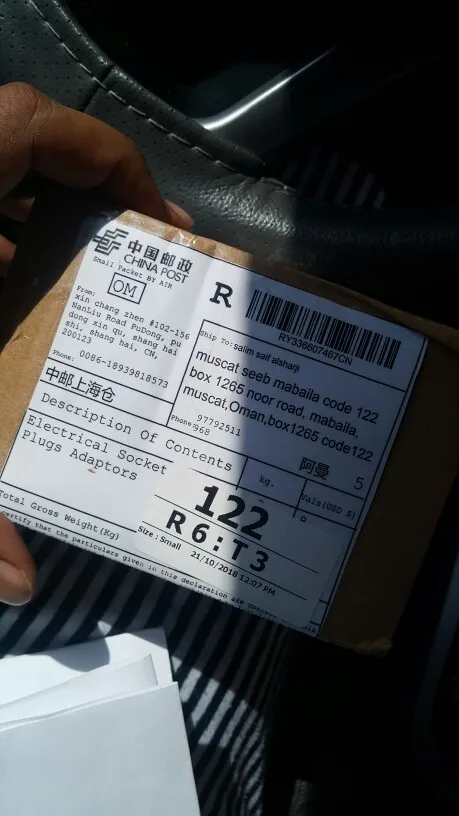 中国邮政
CHINA POST
Small Packet BY AIR
OM
R
RY336607467CN
From:
xin chang zhen #102-156
NanLiu Road PuDong, pu
dong xin qu, shang hai
shi, shang hai, CN,
200123
Phone: 0086-18939818573
Ship To:salim saif alsharji
muscat seeb mabaila code 122
box 1265 noor road, mabaila,
muscat,Oman,box1265 code122
Phone:97792511
968
阿曼 5
中邮上海仓
Description of Contents
kg.
Vals(USD $)
Electrical Socket
Plugs Adaptors
122
R6:T3
Size : Small 21/10/2018 12:07 PM
Total Gross Weight(Kg)
certify that the particulars given in this declaration are